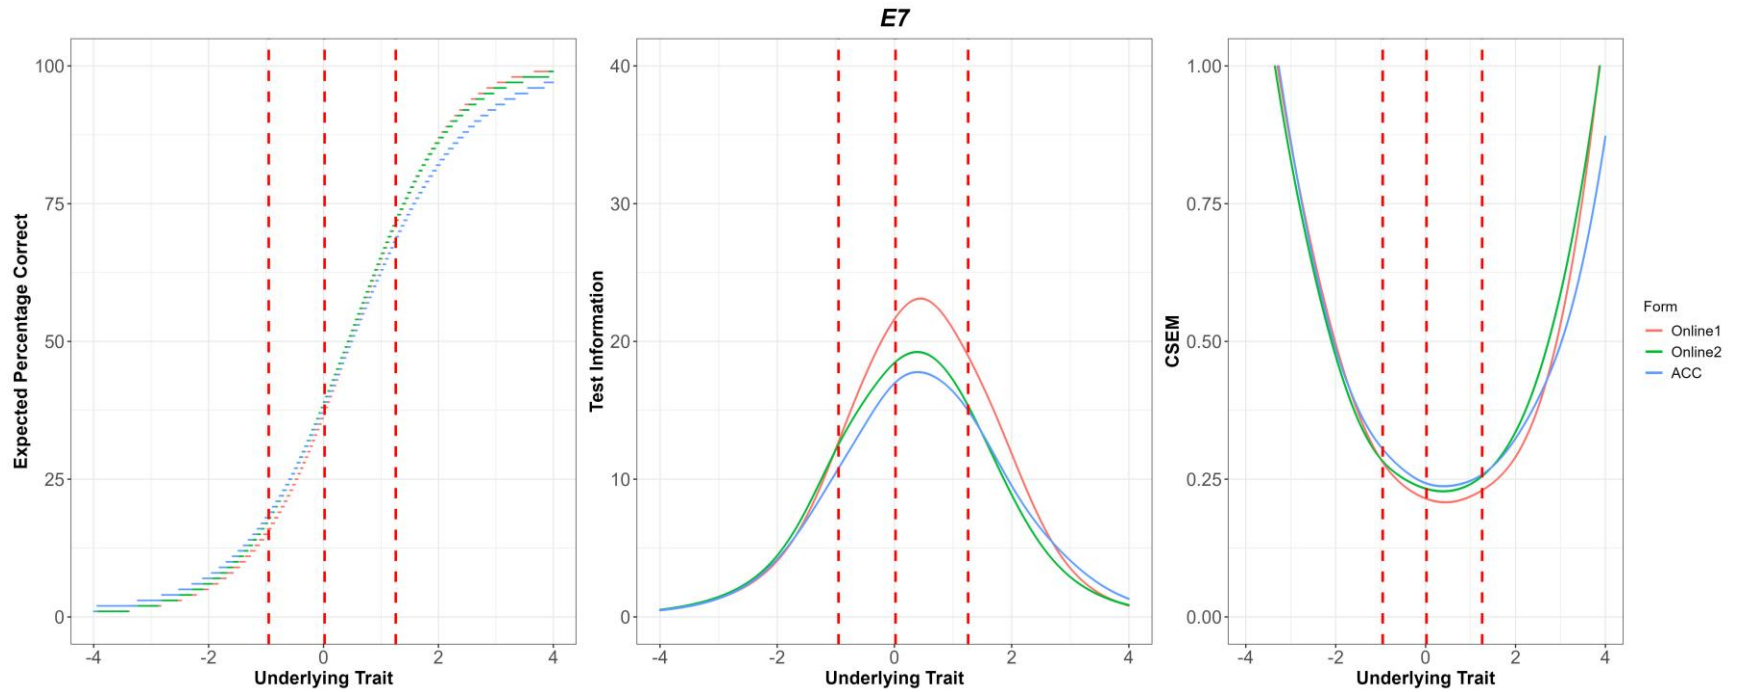 E7
Expected Percentage Correct
100
75
50
25
0
-4 -2 0 2 4
Underlying Trait
Test Information
40
30
20
10
0
-4 -2 0 2 4
Underlying Trait
CSEM
1.00
0.75
0.50
0.25
0.00
-4 -2 0 2 4
Underlying Trait
Form
Online1
Online2
ACC